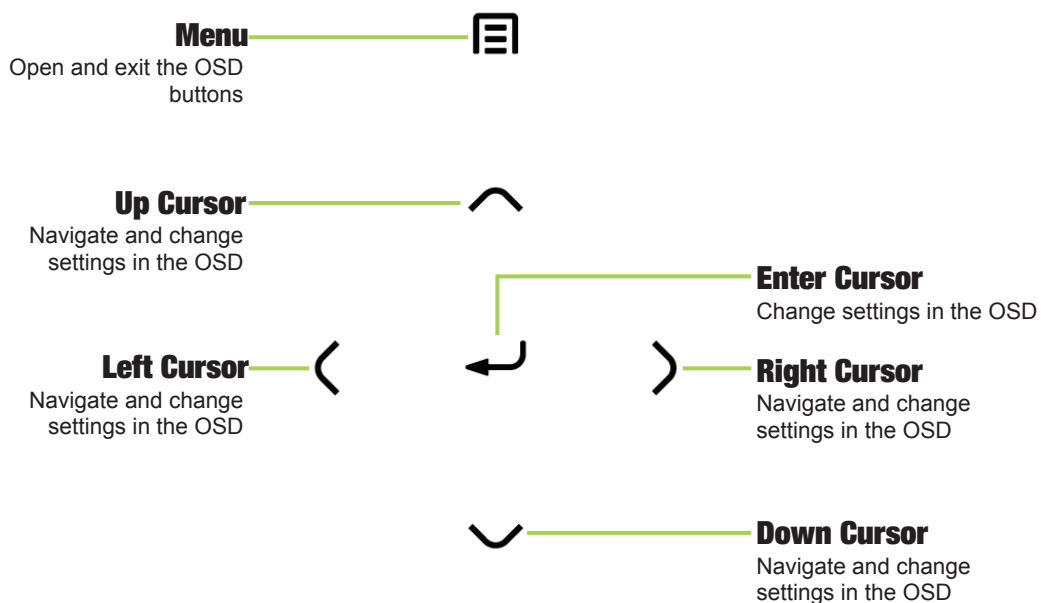 Menu
Open and exit the OSD
buttons
Up Cursor
Navigate and change
settings in the OSD
Enter Cursor
Change settings in the OSD
Left Cursor
Navigate and change
settings in the OSD
Right Cursor
Navigate and change
settings in the OSD
Down Cursor
Navigate and change
settings in the OSD